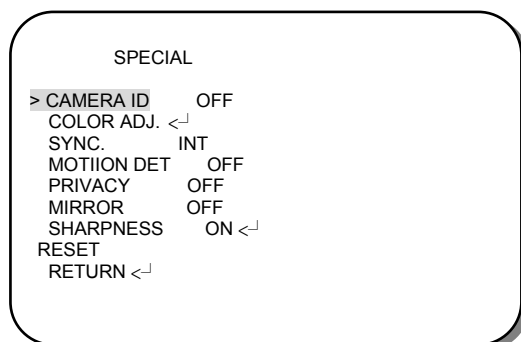 SPECIAL
> CAMERA ID OFF
COLOR ADJ. <┘
SYNC. INT
MOTIION DET OFF
PRIVACY OFF
MIRROR OFF
SHARPNESS ON <┘
RESET
RETURN <┘